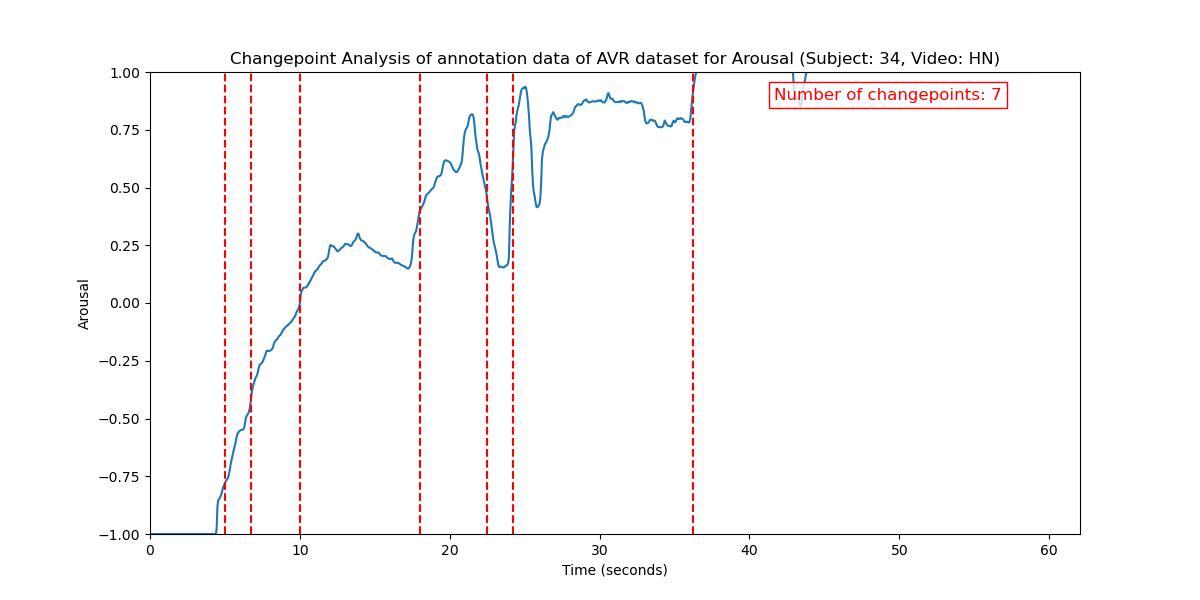 Changepoint Analysis of annotation data of AVR dataset for Arousal (Subject: 34, Video: HN)
Number of changepoints: 7
1.00
0.75
0.50
0.25
0.00
−0.25
−0.50
−0.75
−1.00
Arousal
0 10 20 30 40 50 60
Time (seconds)